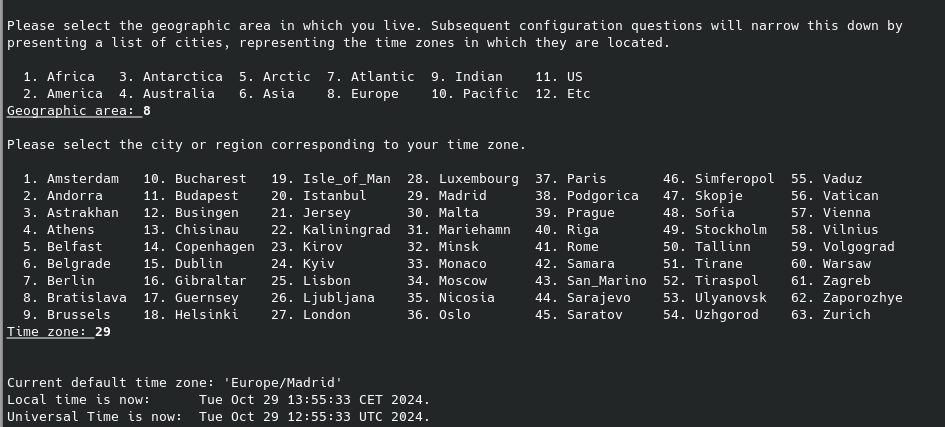 Please select the geographic area in which you live. Subsequent configuration questions will narrow this down by
presenting a list of cities, representing the time zones in which they are located.
1. Africa 3. Antarctica 5. Arctic 7. Atlantic 9. Indian 11. US
2. America 4. Australia 6. Asia 8. Europe 10. Pacific 12. Etc
Geographic area: 8
Please select the city or region corresponding to your time zone.
1. Amsterdam 10. Bucharest 19. Isle_of_Man 28. Luxembourg 37. Paris 46. Simferopol 55. Vaduz
2. Andorra 11. Budapest 20. Istanbul 29. Madrid 38. Podgorica 47. Skopje 56. Vatican
3. Astrakhan 12. Busingen 21. Jersey 30. Malta 39. Prague 48. Sofia 57. Vienna
4. Athens 13. Chisinau 22. Kaliningrad 31. Mariehamn 40. Riga 49. Stockholm 58. Vilnius
5. Belfast 14. Copenhagen 23. Kirov 32. Minsk 41. Rome 50. Tallinn 59. Volgograd
6. Belgrade 15. Dublin 24. Kyiv 33. Monaco 42. Samara 51. Tirane 60. Warsaw
7. Berlin 16. Gibraltar 25. Lisbon 34. Moscow 43. San_Marino 52. Tiraspol 61. Zagreb
8. Bratislava 17. Guernsey 26. Ljubljana 35. Nicosia 44. Sarajevo 53. Ulyanovsk 62. Zaporozhye
9. Brussels 18. Helsinki 27. London 36. Oslo 45. Saratov 54. Uzhgorod 63. Zurich
Time zone: 29
Current default time zone: 'Europe/Madrid'
Local time is now: Tue Oct 29 13:55:33 CET 2024.
Universal Time is now: Tue Oct 29 12:55:33 UTC 2024.